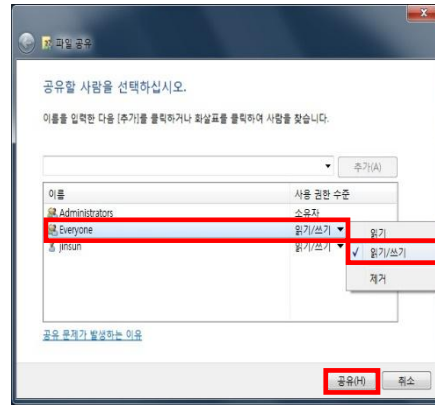 파일 공유
공유할 사람을 선택하십시오.
이름을 입력한 다음 [추가]를 클릭하거나 화살표를 클릭하여 사람을 찾습니다.
추가(A)
이름 사용 권한 수준
Administrators 소유자
Everyone 읽기/쓰기 읽기
jinsun 읽기/쓰기 읽기/쓰기
제거
공유 문제가 발생하는 이유
공유(H) 취소